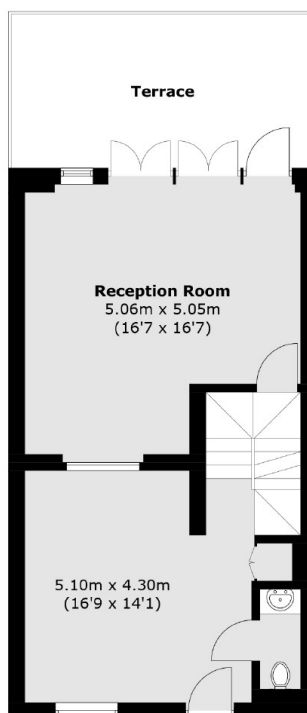 Terrace
Reception Room
5.06m x 5.05m
(16'7 x 16'7)
5.10m x 4.30m
(16'9 x 14'1)